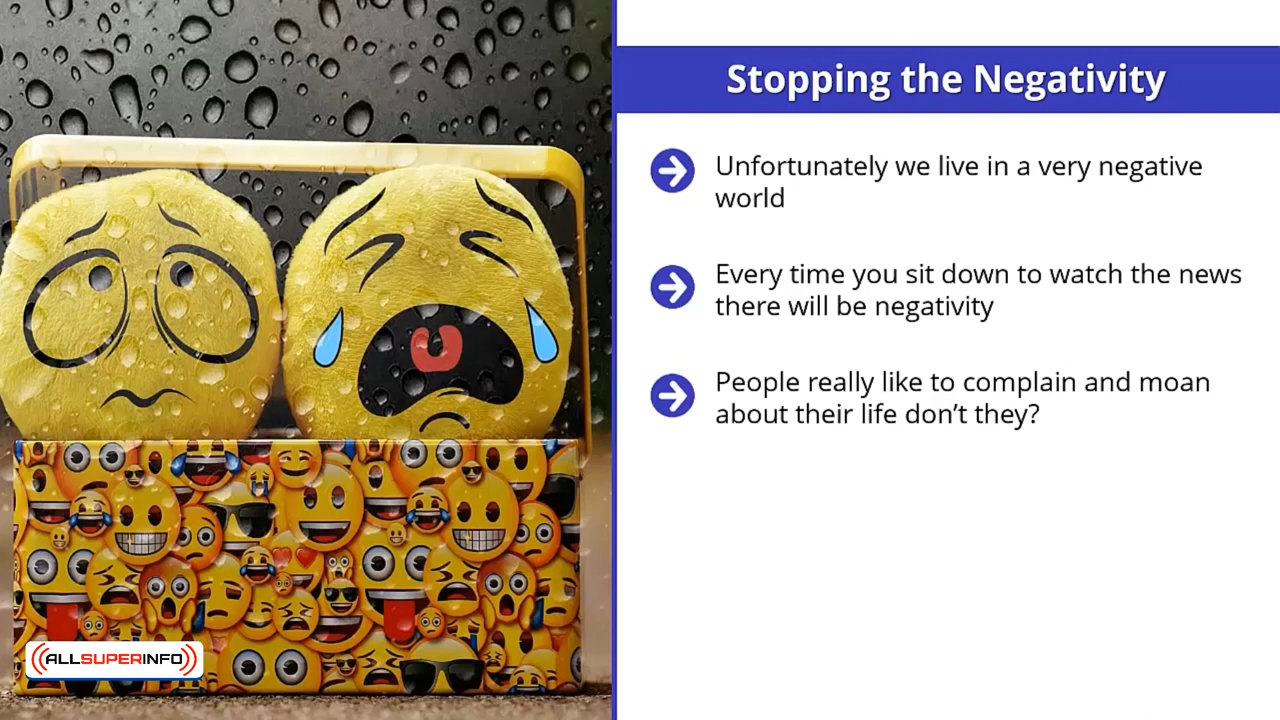 Stopping the Negativity
Unfortunately we live in a very negative
world
Every time you sit down to watch the news
there will be negativity
People really like to complain and moan
about their life don’t they?
ALLSUPERINFO